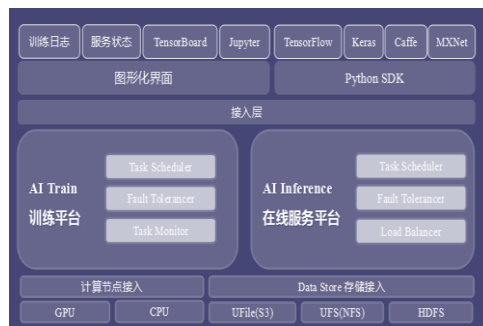 训练日志 服务状态 TensorBoard Jupyter TensorFlow Keras Caffe MXNet
图形化界面 Python SDK
接入层
AI Train
训练平台
Task Scheduler
Fault Tolerancer
Task Monitor
AI Inference
在线服务平台
Task Scheduler
Fault Tolerancer
Load Balancer
计算节点接入 Data Store 存储接入
GPU CPU UFile(S3) UFS(NFS) HDFS